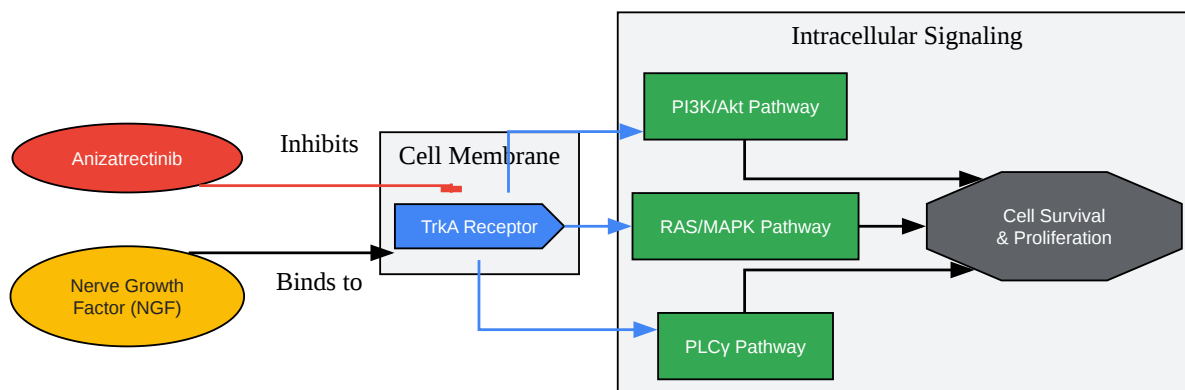 Intracellular Signaling
PI3K/Akt Pathway
Inhibits
Anizatrectinib
Cell Membrane
TrkA Receptor
RAS/MAPK Pathway
Cell Survival
& Proliferation
Binds to
Nerve Growth
Factor (NGF)
PLCγ Pathway